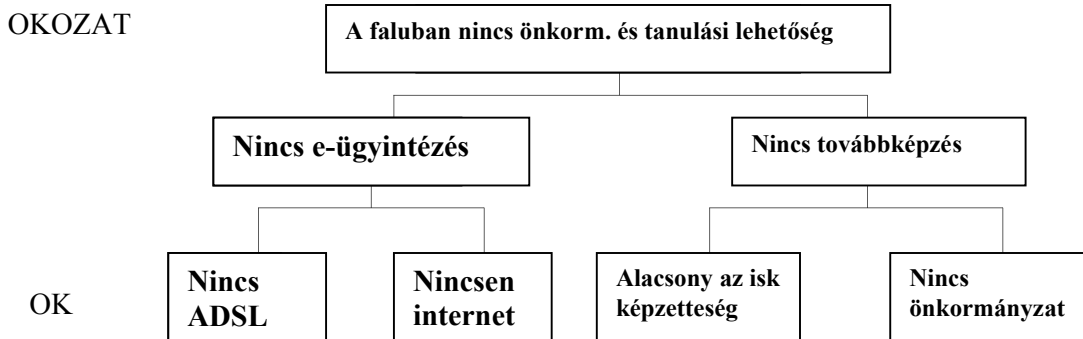 OKOZAT
A faluban nincs önkorm. és tanulási lehetőség
Nincs e-ügyintézés
Nincs továbbképzés
OK
Nincs
ADSL
Nincsen
internet
Alacsony az isk
képzetteség
Nincs
önkormányzat